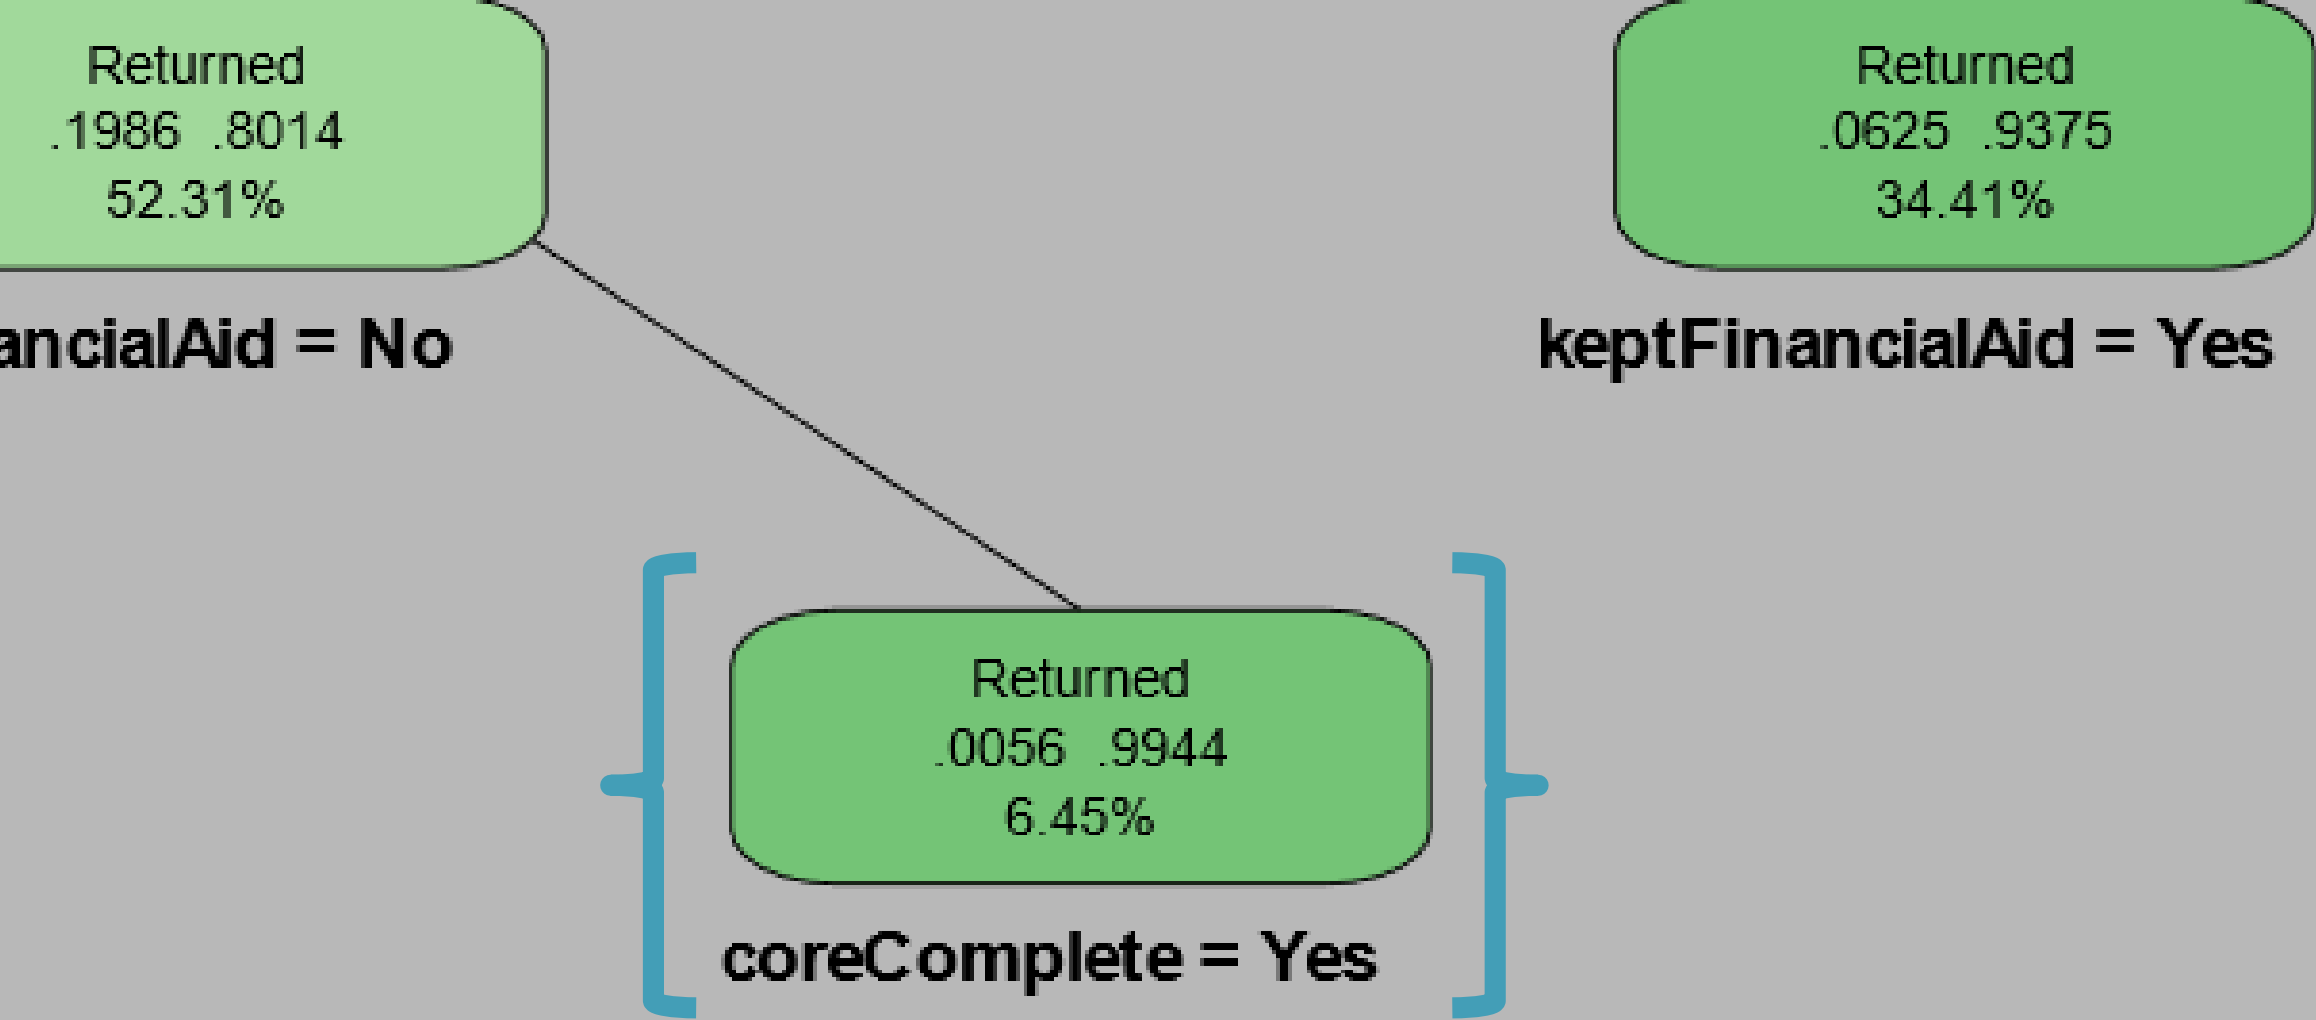 Returned
.1986 .8014
52.31%
ancialAid = No
Returned
.0625 .9375
34.41%
keptFinancialAid = Yes
Returned
.0056 .9944
6.45%
coreComplete = Yes